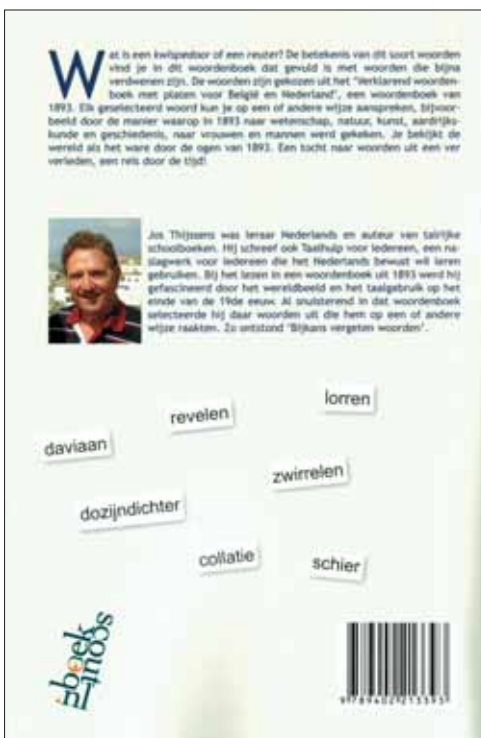 Wat is een kwispedoor of een reuter? De betekenis van dit soort woorden
vind je in dit woordenboek dat gevuld is met woorden die bijna
verdwenen zijn. De woorden zijn gekozen uit het 'Verklarend woorden-
boek met platen voor België en Nederland', een woordenboek van
1893. Elk geselecteerd woord kun je op een of andere wijze aanspreken, bijvoor-
beeld door de manier waarop in 1893 naar wetenschap, natuur, kunst, aardrijks-
kunde en geschiedenis, naar vrouwen en mannen werd gekeken. Je bekijkt de
wereld als het ware door de ogen van 1893. Een tocht naar woorden uit een ver
verleden, een reis door de tijd!
Jos Thijssens was leraar Nederlands en auteur van talrijke
schoolboeken. Hij schreef ook Taalhulp voor iedereen, een na-
slagwerk voor iedereen die het Nederlands bewust wil leren
gebruiken. Bij het lezen in een woordenboek uit 1893 werd hij
gefascineerd door het wereldbeeld en het taalgebruik op het
einde van de 19de eeuw. Al snuisterend in dat woordenboek
selecteerde hij daar woorden uit die hem op een of andere
wijze raakten. Zo ontstond 'Bijkans vergeten woorden'.
lorren
revelen
daviaan
zwirrelen
dozijndichter
collatie
schier
boek
scout
9 789402 213393